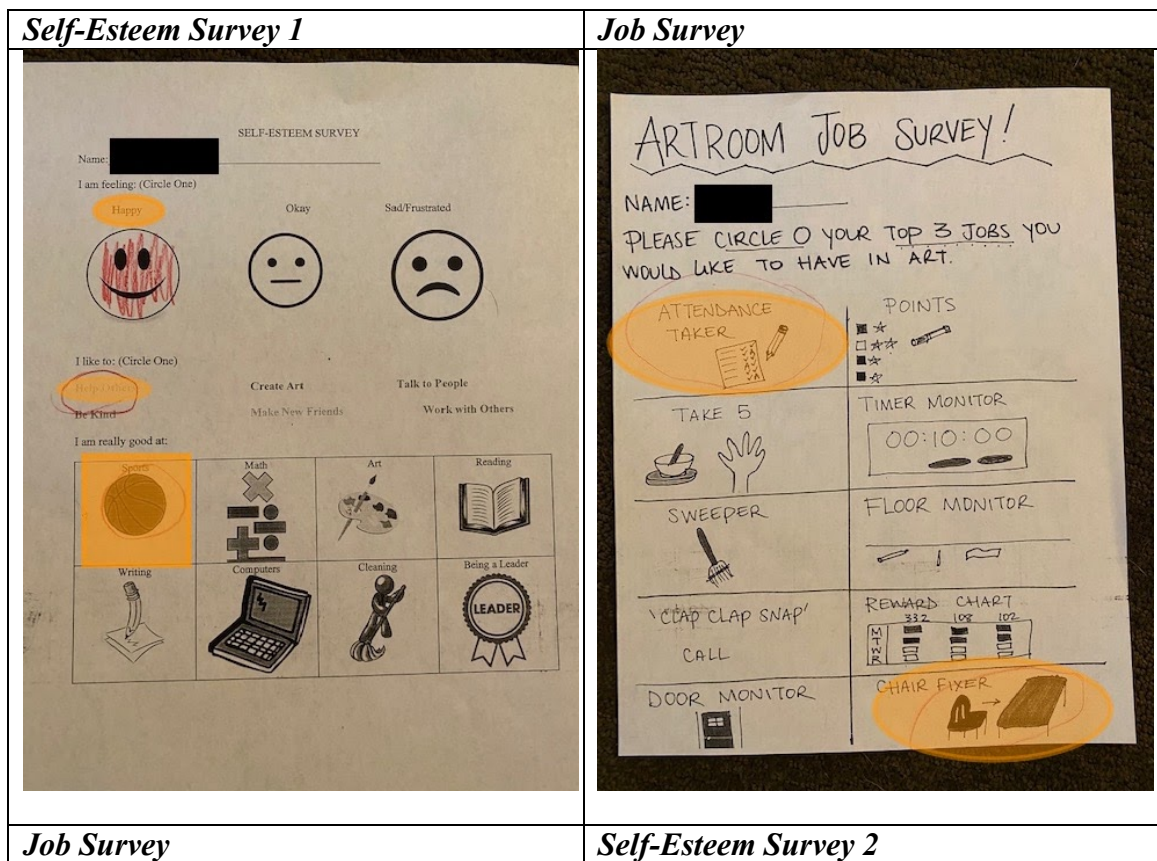 Self-Esteem Survey 1
Job Survey
SELF-ESTEEM SURVEY
Name:
I am feeling: (Circle One)
Happy Okay Sad/Frustrated
I like to: (Circle One)
Help Others Create Art Talk to People
Be Kind Make New Friends Work with Others
I am really good at:
Sports Math Art Reading
Writing Computers Cleaning Being a Leader
LEADER
ARTROOM JOB SURVEY!
NAME:
PLEASE CIRCLE O YOUR TOP 3 JOBS YOU
WOULD LIKE TO HAVE IN ART.
ATTENDANCE
TAKER
POINTS
TAKE 5
TIMER MONITOR
00:10:00
SWEEPER
FLOOR MONITOR
'CLAP CLAP SNAP'
CALL
REWARD CHART
332 108 102
M
T
W
R
DOOR MONITOR
CHAIR FIXER
Job Survey
Self-Esteem Survey 2